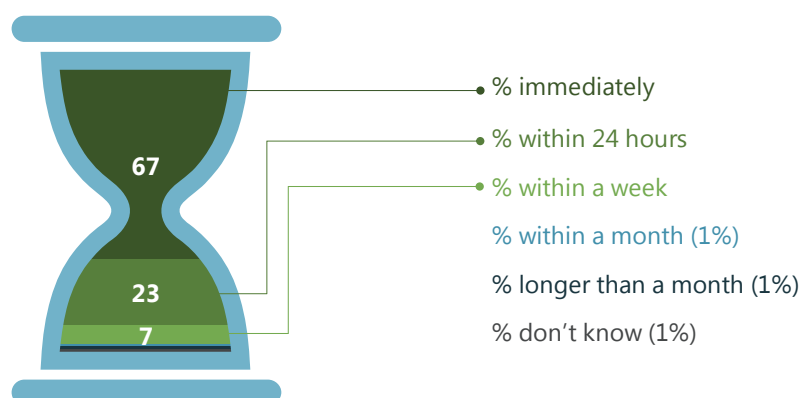 % immediately
% within 24 hours
67
% within a week
% within a month (1%)
23
% longer than a month (1%)
7
% don’t know (1%)